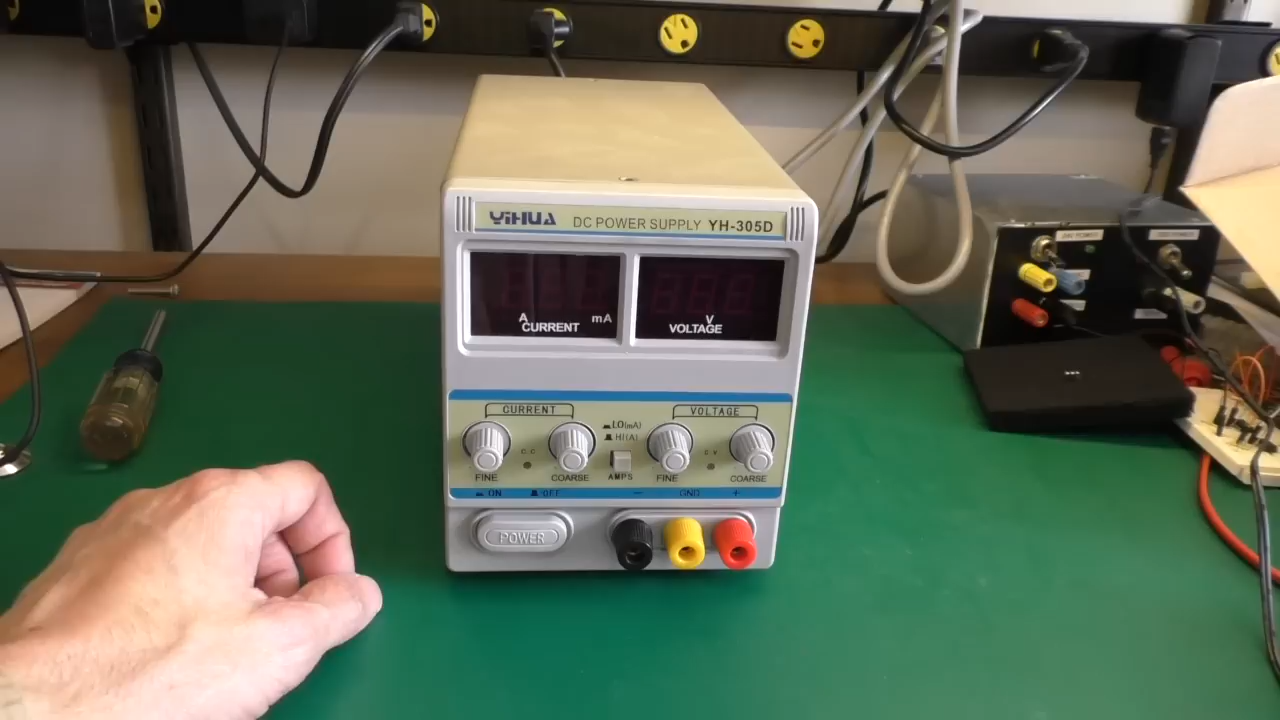 YIHUA DC POWER SUPPLY YH-305D
A mA
CURRENT
V
VOLTAGE
CURRENT
LO(mA)
HI(A)
VOLTAGE
C.C
C.V
FINE COARSE AMPS FINE COARSE
ON OFF − GND +
POWER